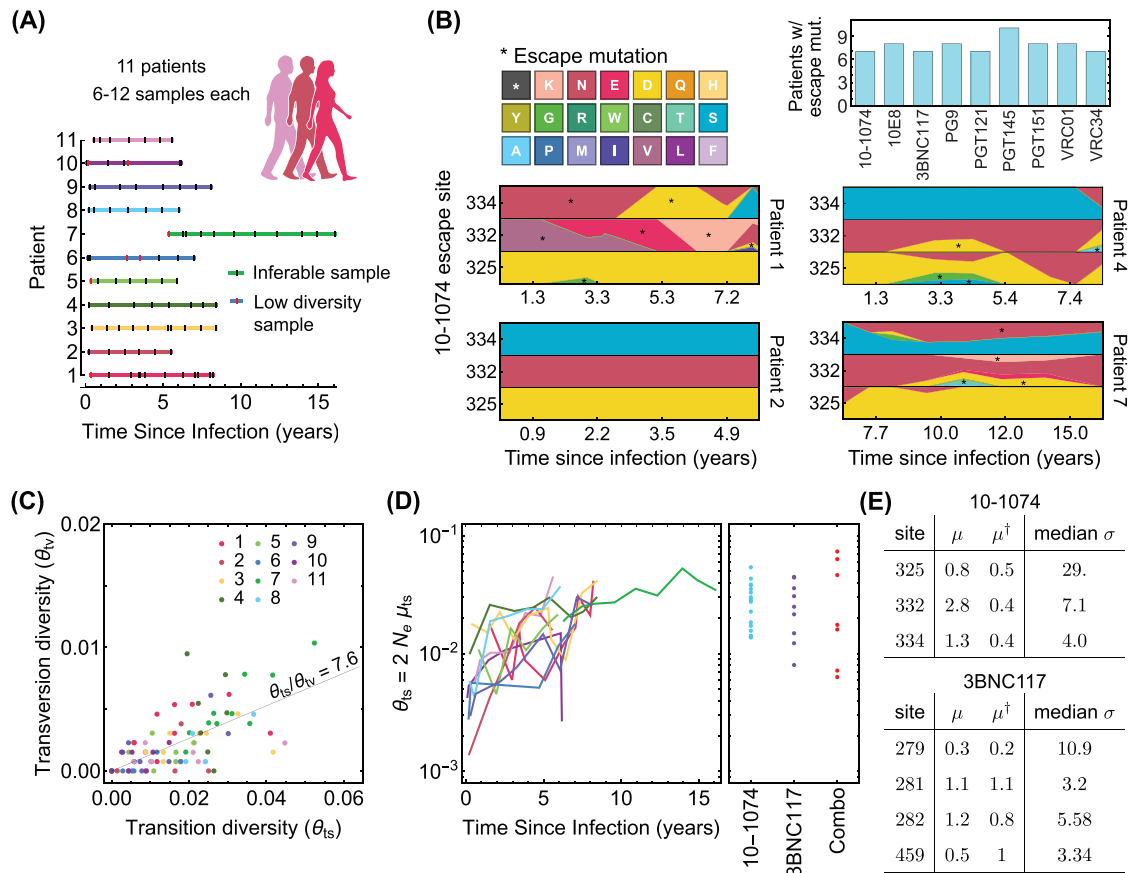 (A)
11 patients
6-12 samples each
11
10
9
8
7
6
5
4
3
2
1
Patient
Inferable sample
Low diversity
sample
0
5
10
15
Time Since Infection (years)
(B)
* Escape mutation
* K N E D Q H
Y G R W C T S
A P M I V L F
Patients w/
escape mut.
9
6
3
0
10-1074
10E8
3BNC117
PG9
PGT121
PGT145
PGT151
VRC01
VRC34
10-1074 escape site
334
332
325
* * * * * * *
1.3 3.3 5.3 7.2
Patient 1
334
332
325
* * * *
1.3 3.3 5.4 7.4
Patient 4
334
332
325
0.9 2.2 3.5 4.9
Patient 2
Time since infection (years)
334
332
325
* * * *
7.7 10.0 12.0 15.0
Patient 7
Time since infection (years)
(C)
Transversion diversity (θtv)
0.02
0.01
0.00
1 5 9
2 6 10
3 7 11
4 8
θts/θtv = 7.6
0.00 0.02 0.04 0.06
Transition diversity (θts)
(D)
θts = 2 Ne μts
10⁻¹
10⁻²
10⁻³
0 5 10 15
Time Since Infection (years)
10-1074
3BNC117
Combo
(E)
10-1074
site μ μ† median σ
325 0.8 0.5 29.
332 2.8 0.4 7.1
334 1.3 0.4 4.0
3BNC117
site μ μ† median σ
279 0.3 0.2 10.9
281 1.1 1.1 3.2
282 1.2 0.8 5.58
459 0.5 1 3.34